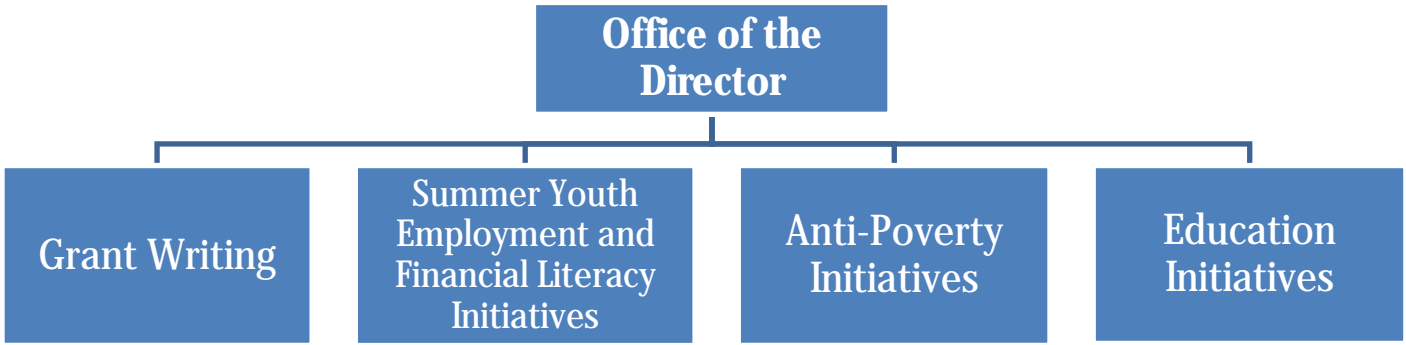 Office of the
Director
Grant Writing
Summer Youth
Employment and
Financial Literacy
Initiatives
Anti-Poverty
Initiatives
Education
Initiatives